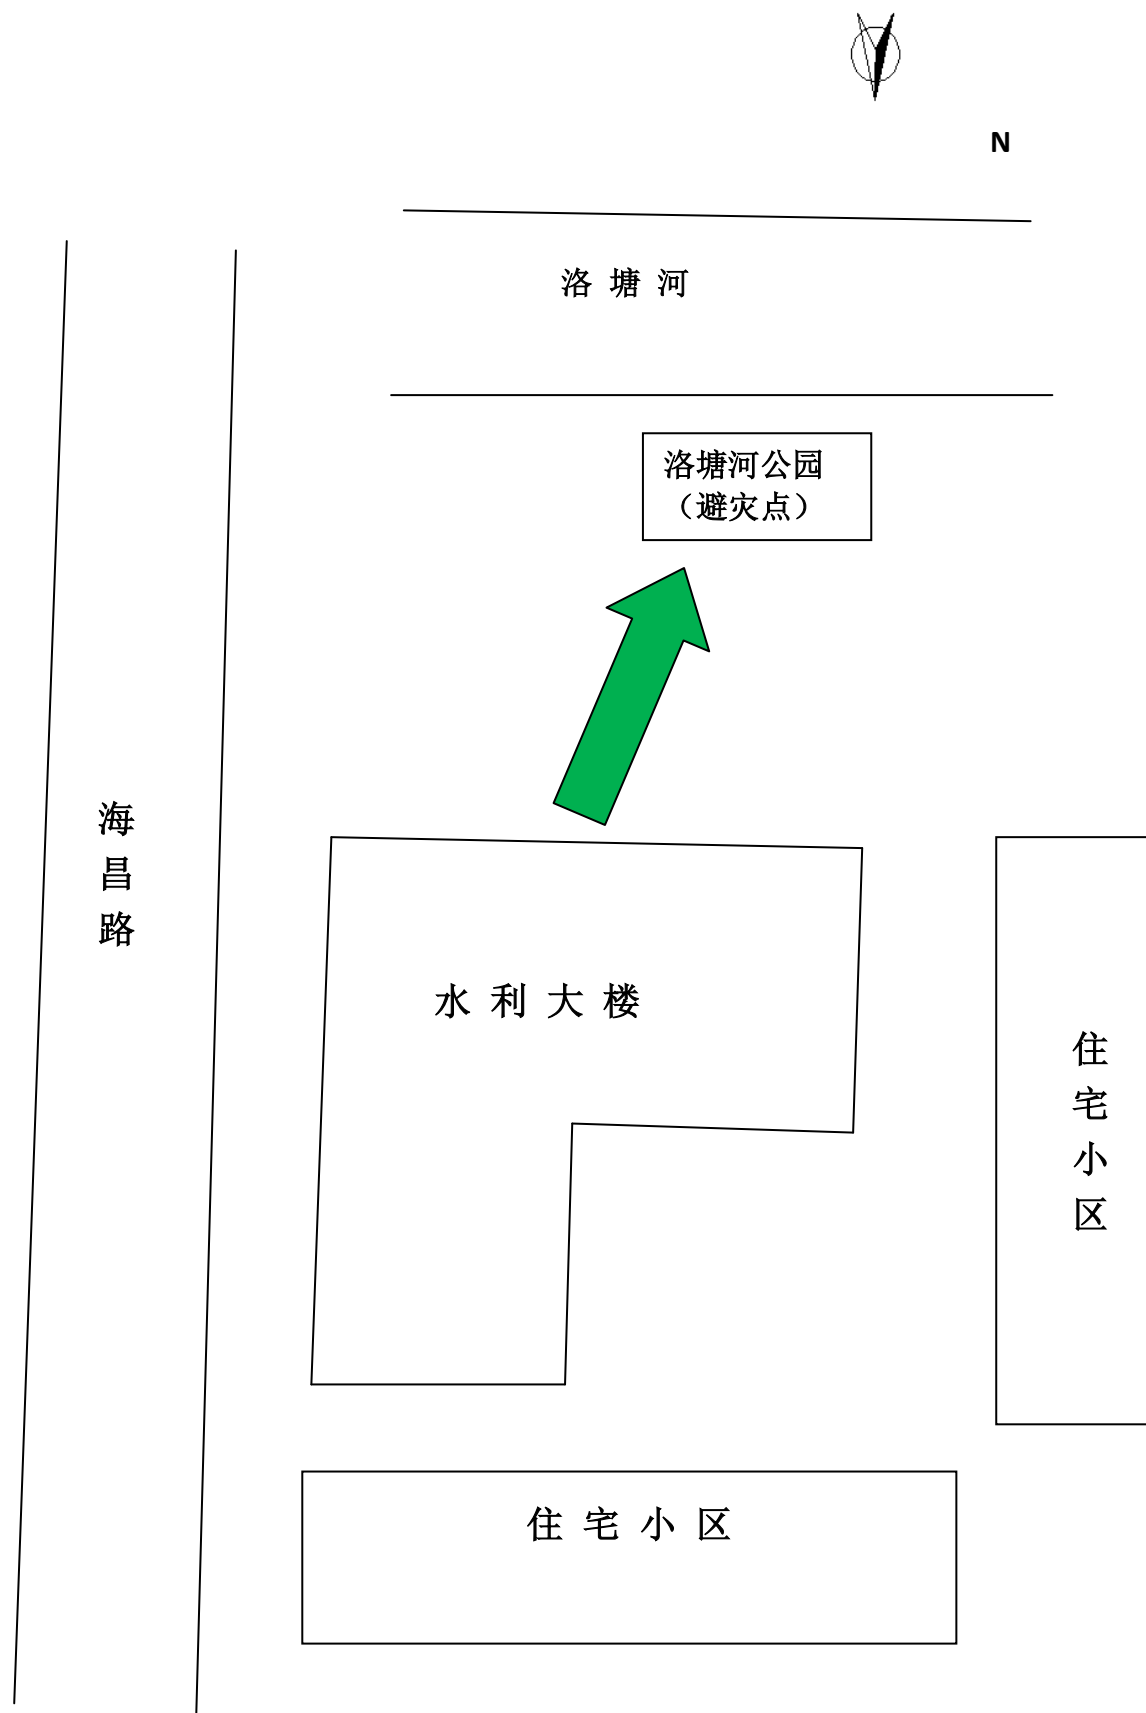 N
洛 塘 河
洛塘河公园
（避灾点）
海
昌
路
水 利 大 楼
住
宅
小
区
住 宅 小 区